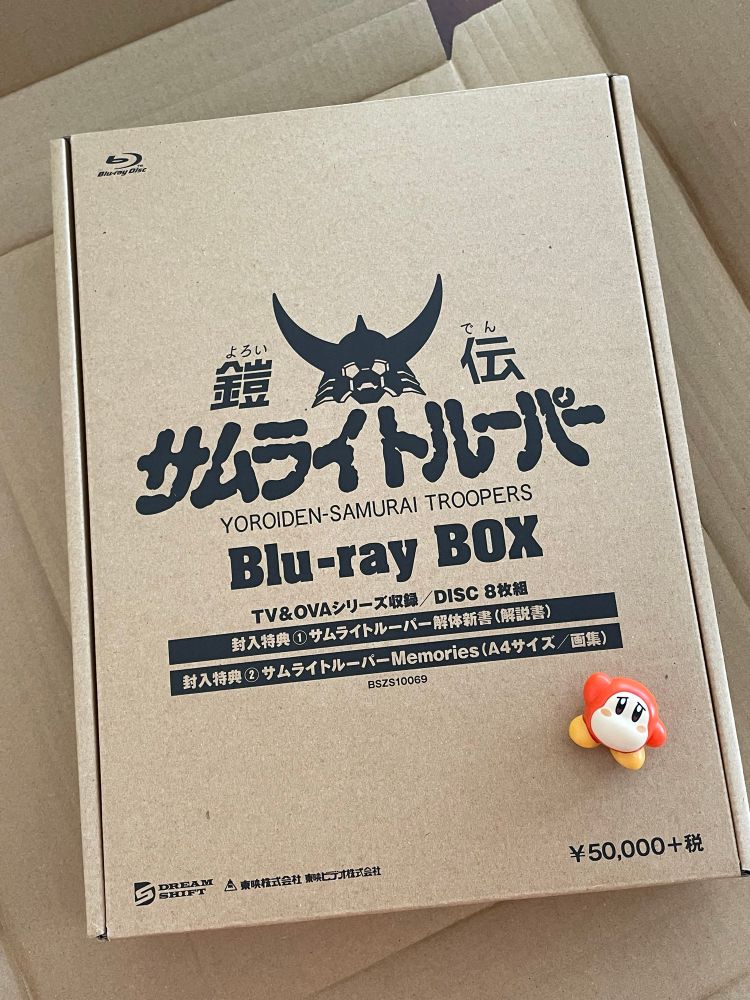 Blu-ray Disc
よろい でん
鎧 伝
サムライトルーパー
YOROIDEN-SAMURAI TROOPERS
Blu-ray BOX
TV&OVAシリーズ収録/DISC 8枚組
封入特典①サムライトルーパー解体新書(解説書)
封入特典②サムライトルーパーMemories(A4サイズ/画集)
BSZS10069
¥50,000+税
DREAM SHIFT 東映株式会社 東映ビデオ株式会社